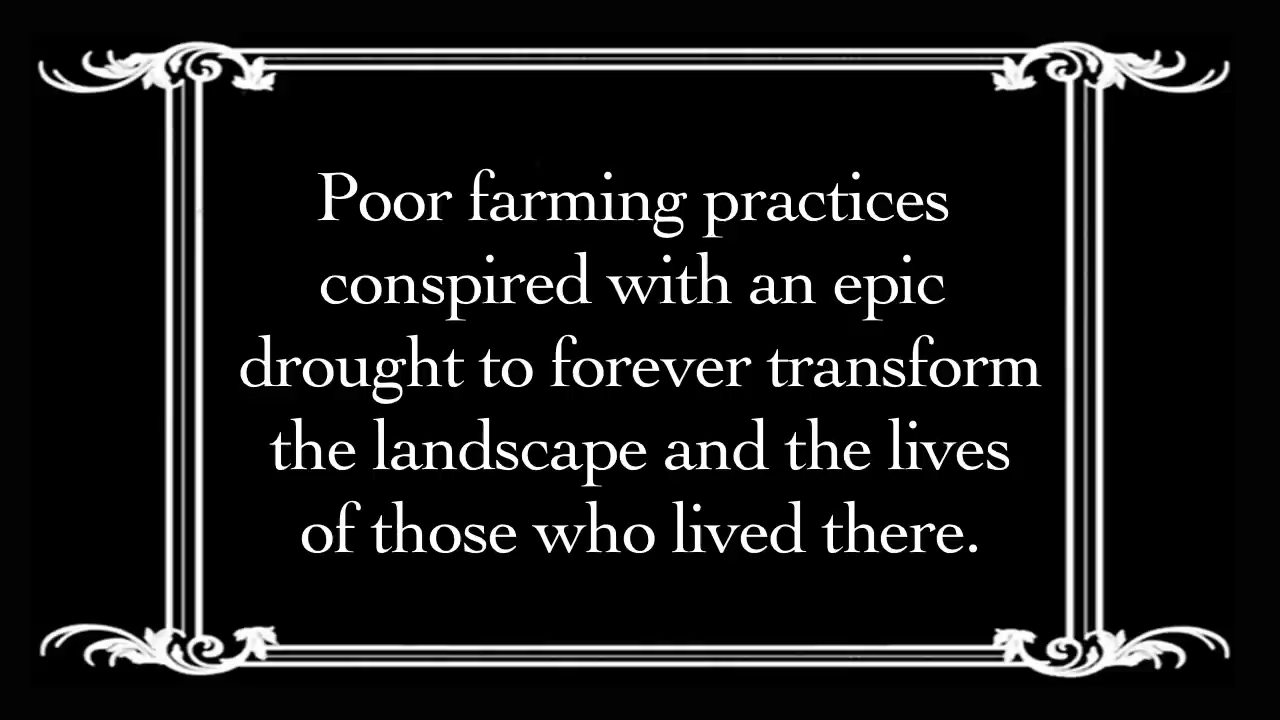 Poor farming practices
conspired with an epic
drought to forever transform
the landscape and the lives
of those who lived there.